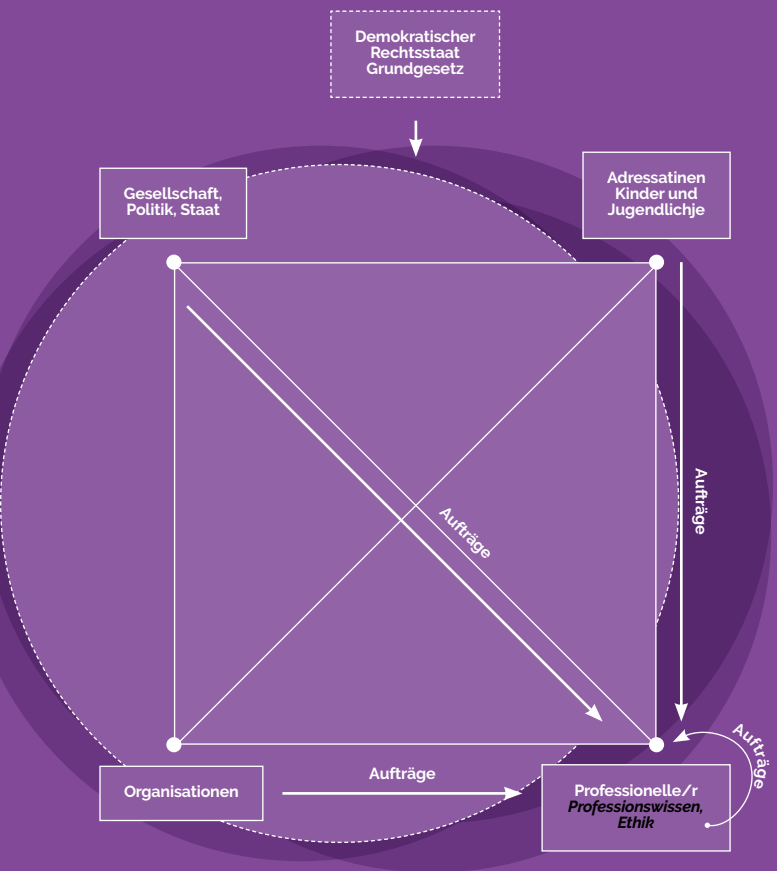 Demokratischer
Rechtsstaat
Grundgesetz
Gesellschaft,
Politik, Staat
Adressatinen
Kinder und
Jugendlichje
Aufträge
Aufträge
Organisationen
Aufträge
Professionelle/r
Professionswissen,
Ethik
Aufträge